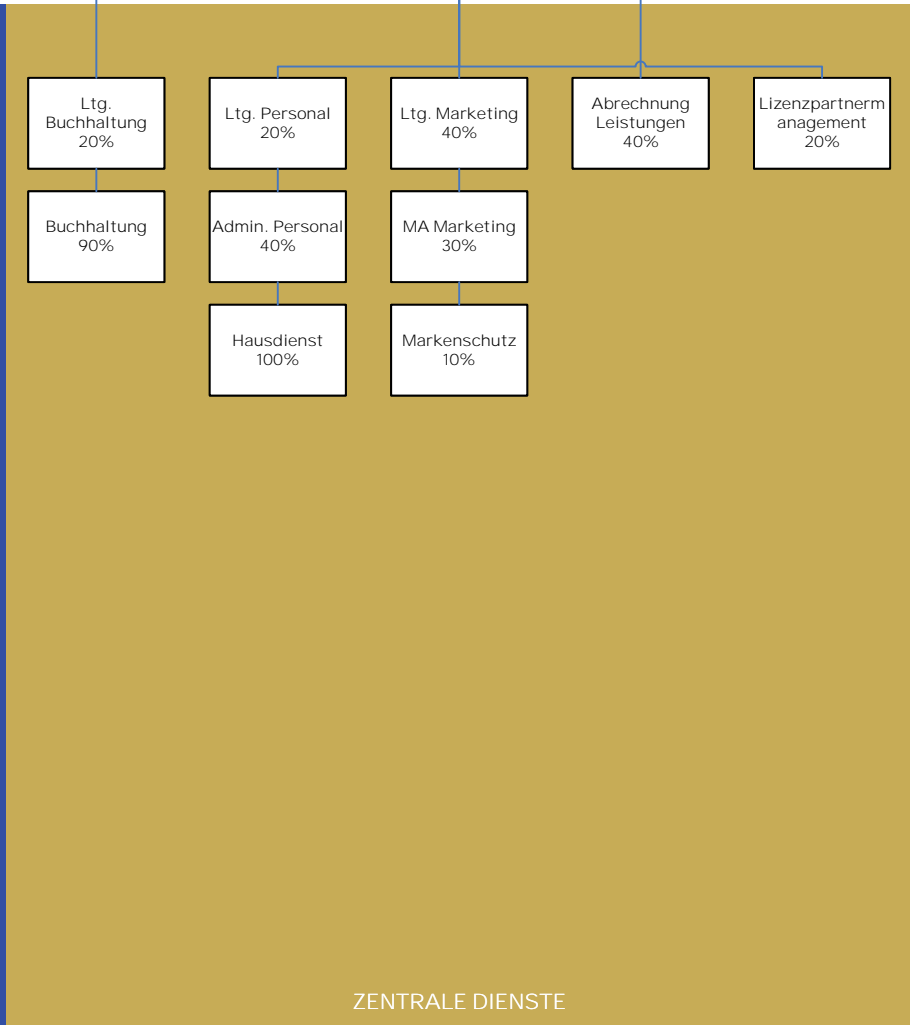 Ltg.
Buchhaltung
20%
Ltg. Personal
20%
Ltg. Marketing
40%
Abrechnung
Leistungen
40%
Lizenzpartnerm
anagement
20%
Buchhaltung
90%
Admin. Personal
40%
MA Marketing
30%
Hausdienst
100%
Markenschutz
10%
ZENTRALE DIENSTE